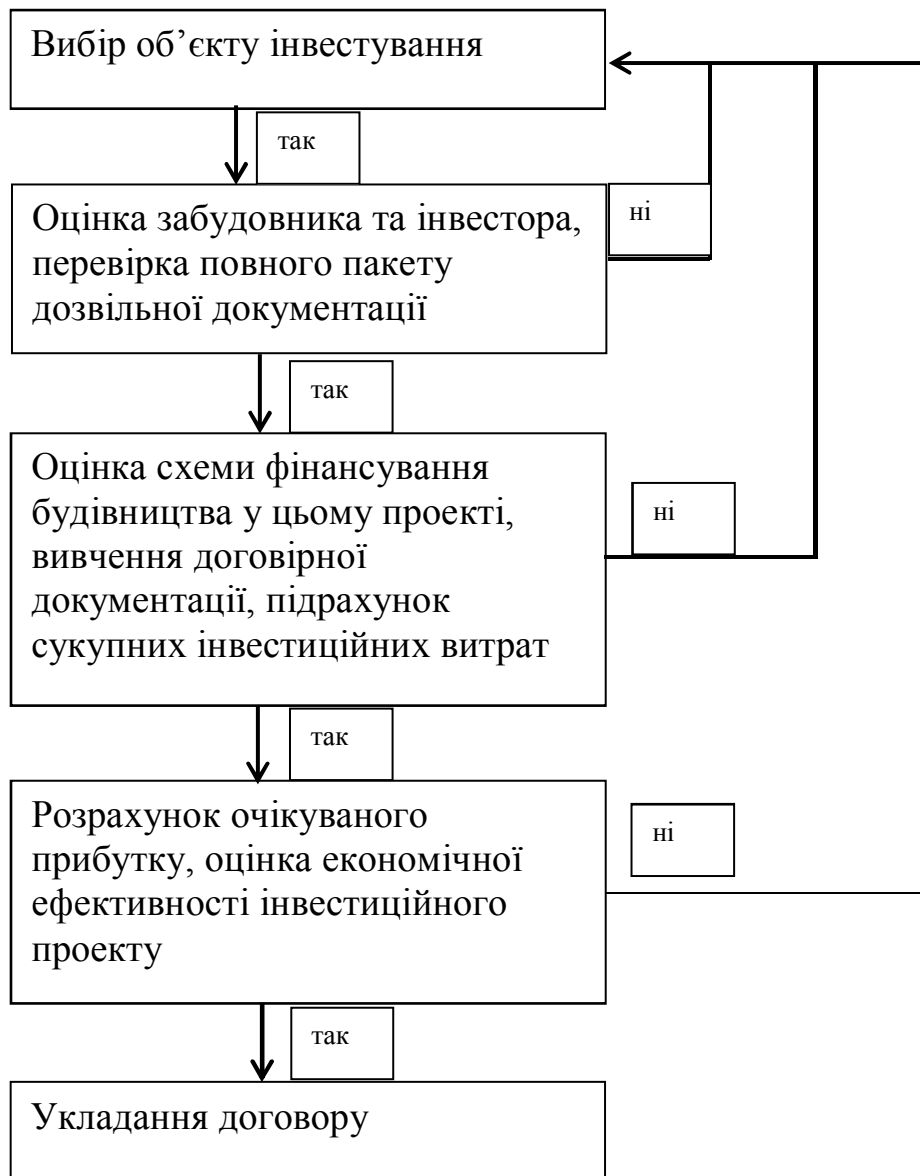 Вибір об’єкту інвестування
так
Оцінка забудовника та інвестора,
перевірка повного пакету
дозвільної документації
ні
так
Оцінка схеми фінансування
будівництва у цьому проекті,
вивчення договірної
документації, підрахунок
сукупних інвестиційних витрат
ні
так
Розрахунок очікуваного
прибутку, оцінка економічної
ефективності інвестиційного
проекту
ні
так
Укладання договору